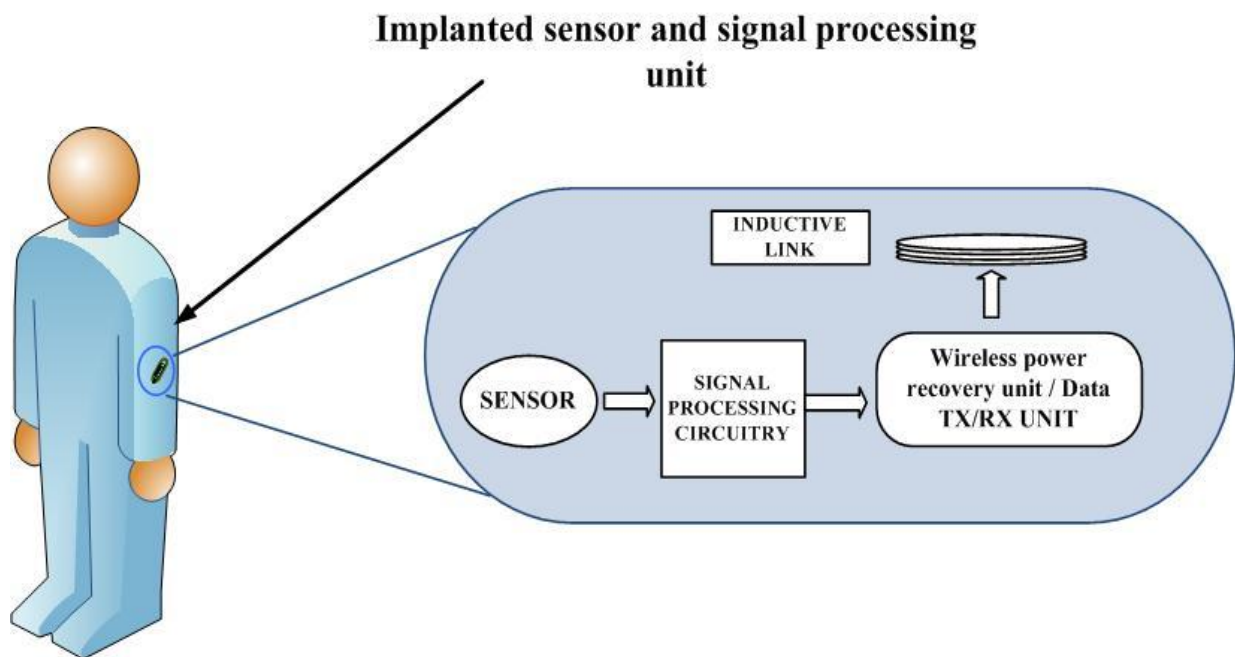 Implanted sensor and signal processing
unit
INDUCTIVE
LINK
SENSOR
SIGNAL
PROCESSING
CIRCUITRY
Wireless power
recovery unit / Data
TX/RX UNIT